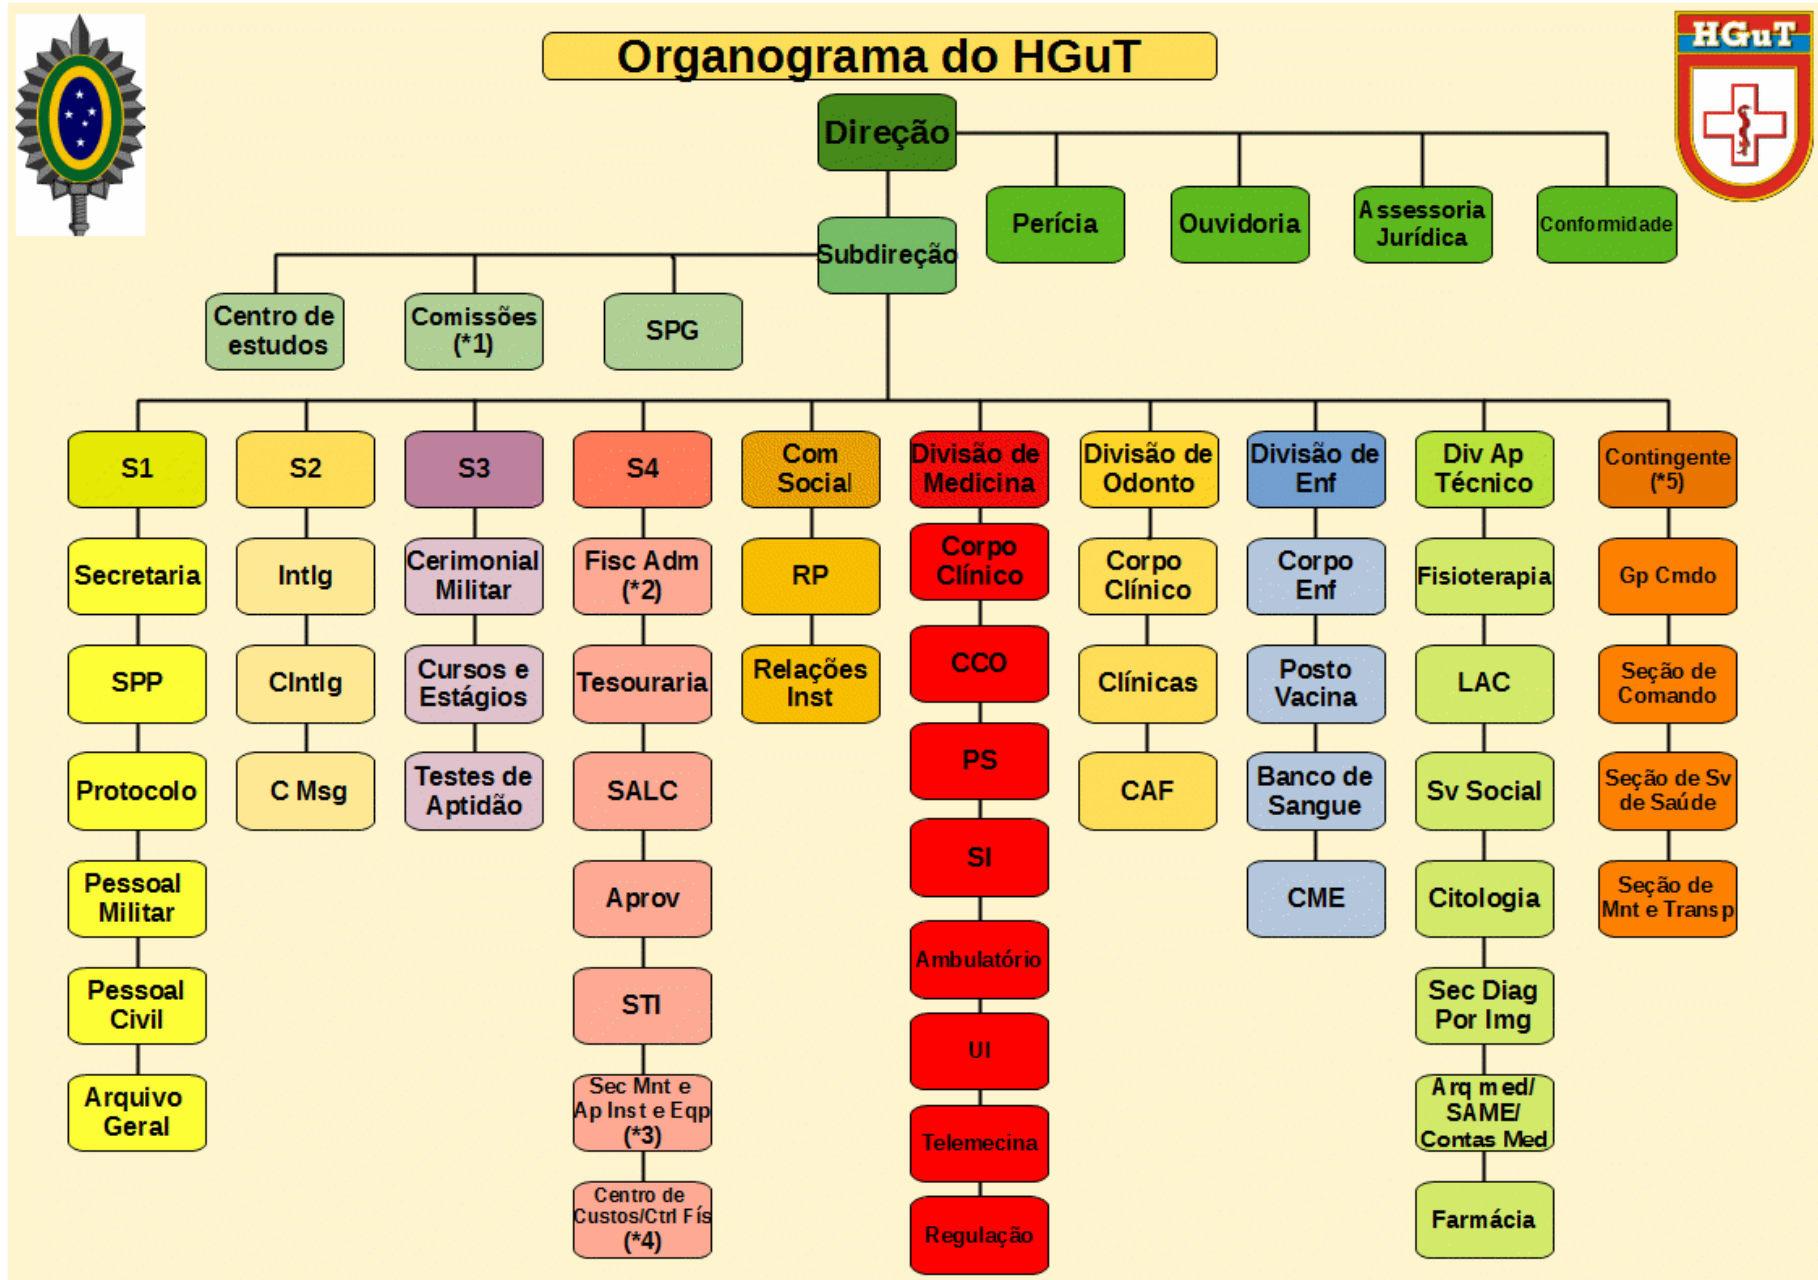 Organograma do HGuT
HGuT
Direção
Perícia
Ouvidoria
Assessoria
Jurídica
Conformidade
Subdireção
Centro de
estudos
Comissões
(*1)
SPG
S1
S2
S3
S4
Com
Social
Divisão de
Medicina
Divisão de
Odonto
Divisão de
Enf
Div Ap
Técnico
Contingente
(*5)
Secretaria
SPP
Protocolo
Pessoal
Militar
Pessoal
Civil
Arquivo
Geral
Intlg
CIntlg
C Msg
Cerimonial
Militar
Cursos e
Estágios
Testes de
Aptidão
Fisc Adm
(*2)
Tesouraria
SALC
Aprov
STI
Sec Mnt e
Ap Inst e Eqp
(*3)
Centro de
Custos/Ctrl Fís
(*4)
RP
Relações
Inst
Corpo
Clínico
CCO
PS
SI
Ambulatório
UI
Telemecina
Regulação
Corpo
Clínico
Clínicas
CAF
Corpo
Enf
Posto
Vacina
Banco de
Sangue
CME
Fisioterapia
LAC
Sv Social
Citologia
Sec Diag
Por Img
Arq med/
SAME/
Contas Med
Farmácia
Gp Cmdo
Seção de
Comando
Seção de Sv
de Saúde
Seção de
Mnt e Transp